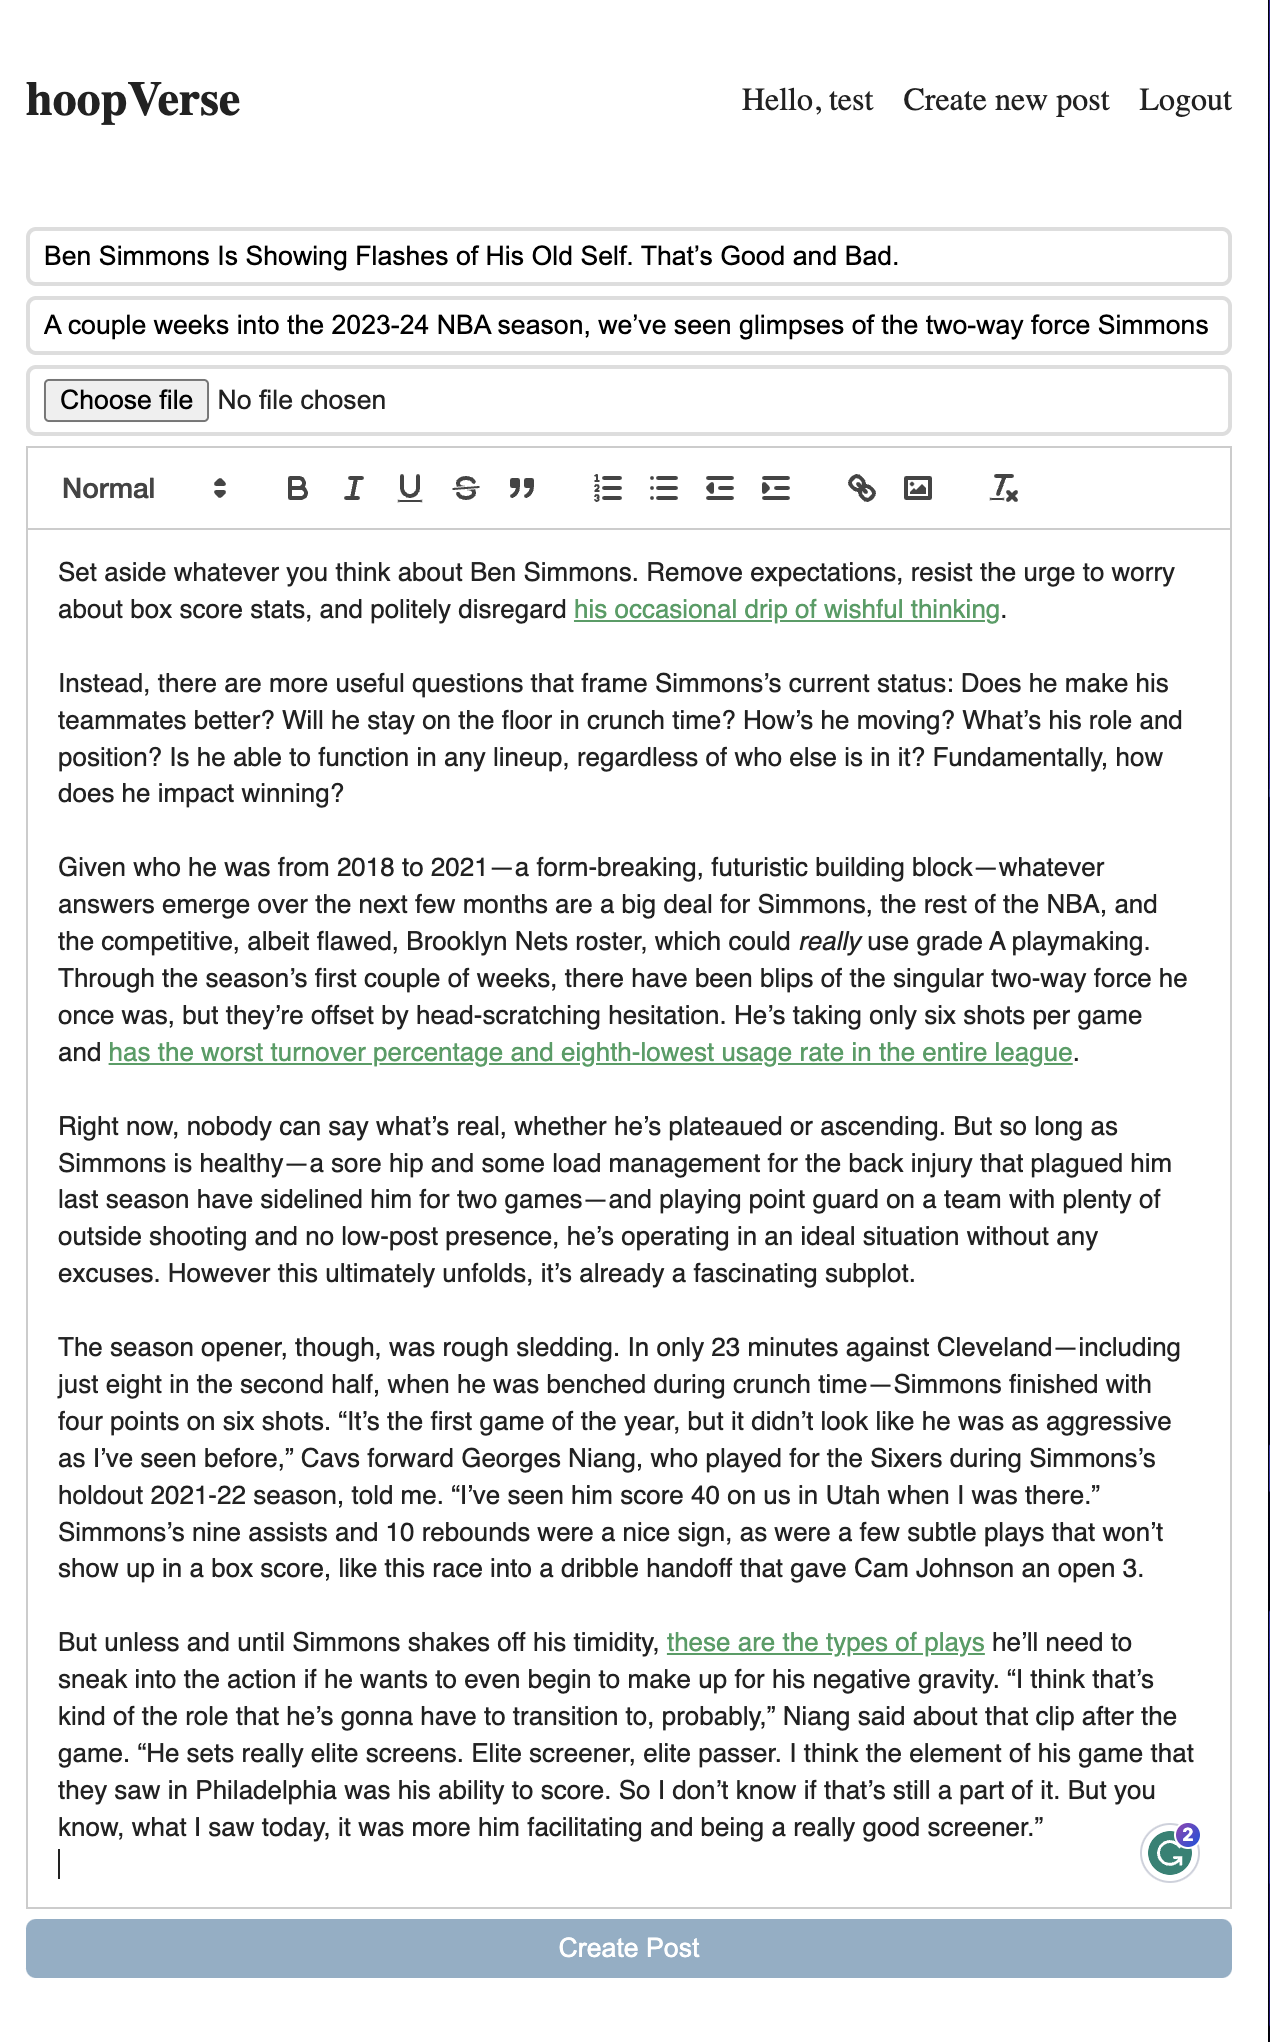 hoopVerse
Hello, test
Create new post
Logout
Ben Simmons Is Showing Flashes of His Old Self. That’s Good and Bad.
A couple weeks into the 2023-24 NBA season, we’ve seen glimpses of the two-way force Simmons
Choose file No file chosen
Normal
Set aside whatever you think about Ben Simmons. Remove expectations, resist the urge to worry
about box score stats, and politely disregard his occasional drip of wishful thinking.
Instead, there are more useful questions that frame Simmons’s current status: Does he make his
teammates better? Will he stay on the floor in crunch time? How’s he moving? What’s his role and
position? Is he able to function in any lineup, regardless of who else is in it? Fundamentally, how
does he impact winning?
Given who he was from 2018 to 2021—a form-breaking, futuristic building block—whatever
answers emerge over the next few months are a big deal for Simmons, the rest of the NBA, and
the competitive, albeit flawed, Brooklyn Nets roster, which could really use grade A playmaking.
Through the season’s first couple of weeks, there have been blips of the singular two-way force he
once was, but they’re offset by head-scratching hesitation. He’s taking only six shots per game
and has the worst turnover percentage and eighth-lowest usage rate in the entire league.
Right now, nobody can say what’s real, whether he’s plateaued or ascending. But so long as
Simmons is healthy—a sore hip and some load management for the back injury that plagued him
last season have sidelined him for two games—and playing point guard on a team with plenty of
outside shooting and no low-post presence, he’s operating in an ideal situation without any
excuses. However this ultimately unfolds, it’s already a fascinating subplot.
The season opener, though, was rough sledding. In only 23 minutes against Cleveland—including
just eight in the second half, when he was benched during crunch time—Simmons finished with
four points on six shots. “It’s the first game of the year, but it didn’t look like he was as aggressive
as I’ve seen before,” Cavs forward Georges Niang, who played for the Sixers during Simmons’s
holdout 2021-22 season, told me. “I’ve seen him score 40 on us in Utah when I was there.”
Simmons’s nine assists and 10 rebounds were a nice sign, as were a few subtle plays that won’t
show up in a box score, like this race into a dribble handoff that gave Cam Johnson an open 3.
But unless and until Simmons shakes off his timidity, these are the types of plays he’ll need to
sneak into the action if he wants to even begin to make up for his negative gravity. “I think that’s
kind of the role that he’s gonna have to transition to, probably,” Niang said about that clip after the
game. “He sets really elite screens. Elite screener, elite passer. I think the element of his game that
they saw in Philadelphia was his ability to score. So I don’t know if that’s still a part of it. But you
know, what I saw today, it was more him facilitating and being a really good screener.”
2
Create Post